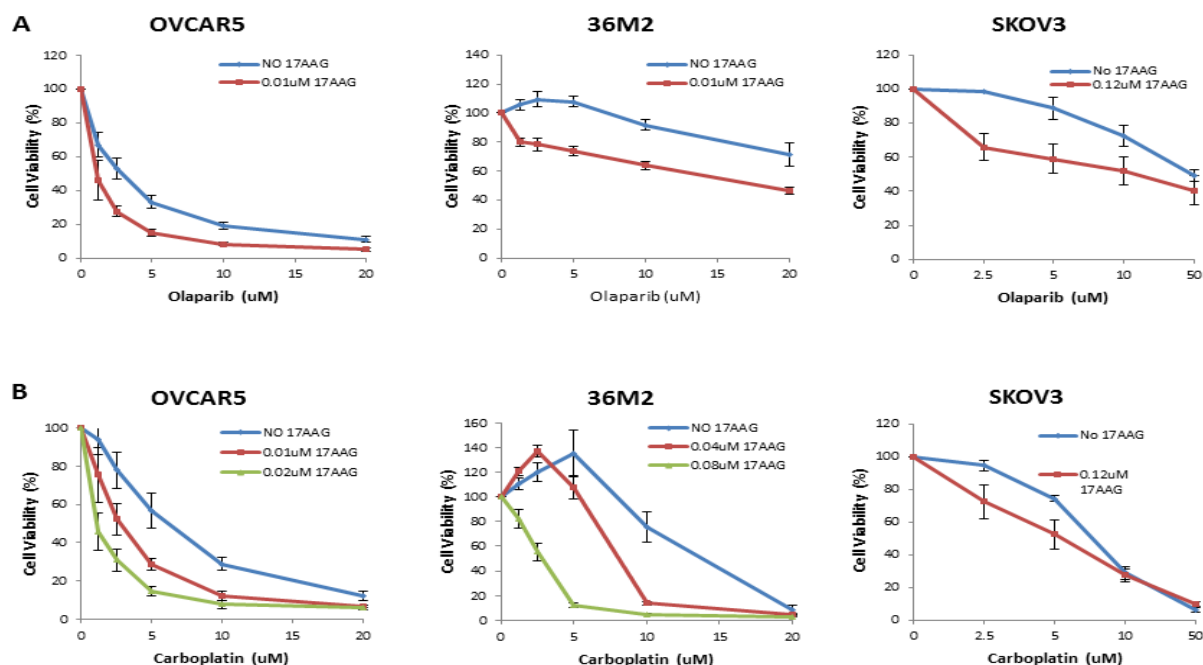 A
OVCAR5
120
100
80
60
40
20
0
Cell Viability (%)
NO 17AAG
0.01uM 17AAG
0
5
10
15
20
Olaparib (uM)
36M2
140
120
100
80
60
40
20
0
Cell Viability (%)
NO 17AAG
0.01uM 17AAG
0
5
10
15
20
Olaparib (uM)
SKOV3
120
100
80
60
40
20
0
Cell Viability (%)
No 17AAG
0.12uM 17AAG
0
2.5
5
10
50
Olaparib (uM)
B
OVCAR5
100
80
60
40
20
0
Cell Viability (%)
NO 17AAG
0.01uM 17AAG
0.02uM 17AAG
0
5
10
15
20
Carboplatin (uM)
36M2
160
140
120
100
80
60
40
20
0
Cell Viability (%)
NO 17AAG
0.04uM 17AAG
0.08uM 17AAG
0
5
10
15
20
Carboplatin (uM)
SKOV3
120
100
80
60
40
20
0
Cell Viability (%)
No 17AAG
0.12uM
17AAG
0
2.5
5
10
50
Carboplatin (uM)